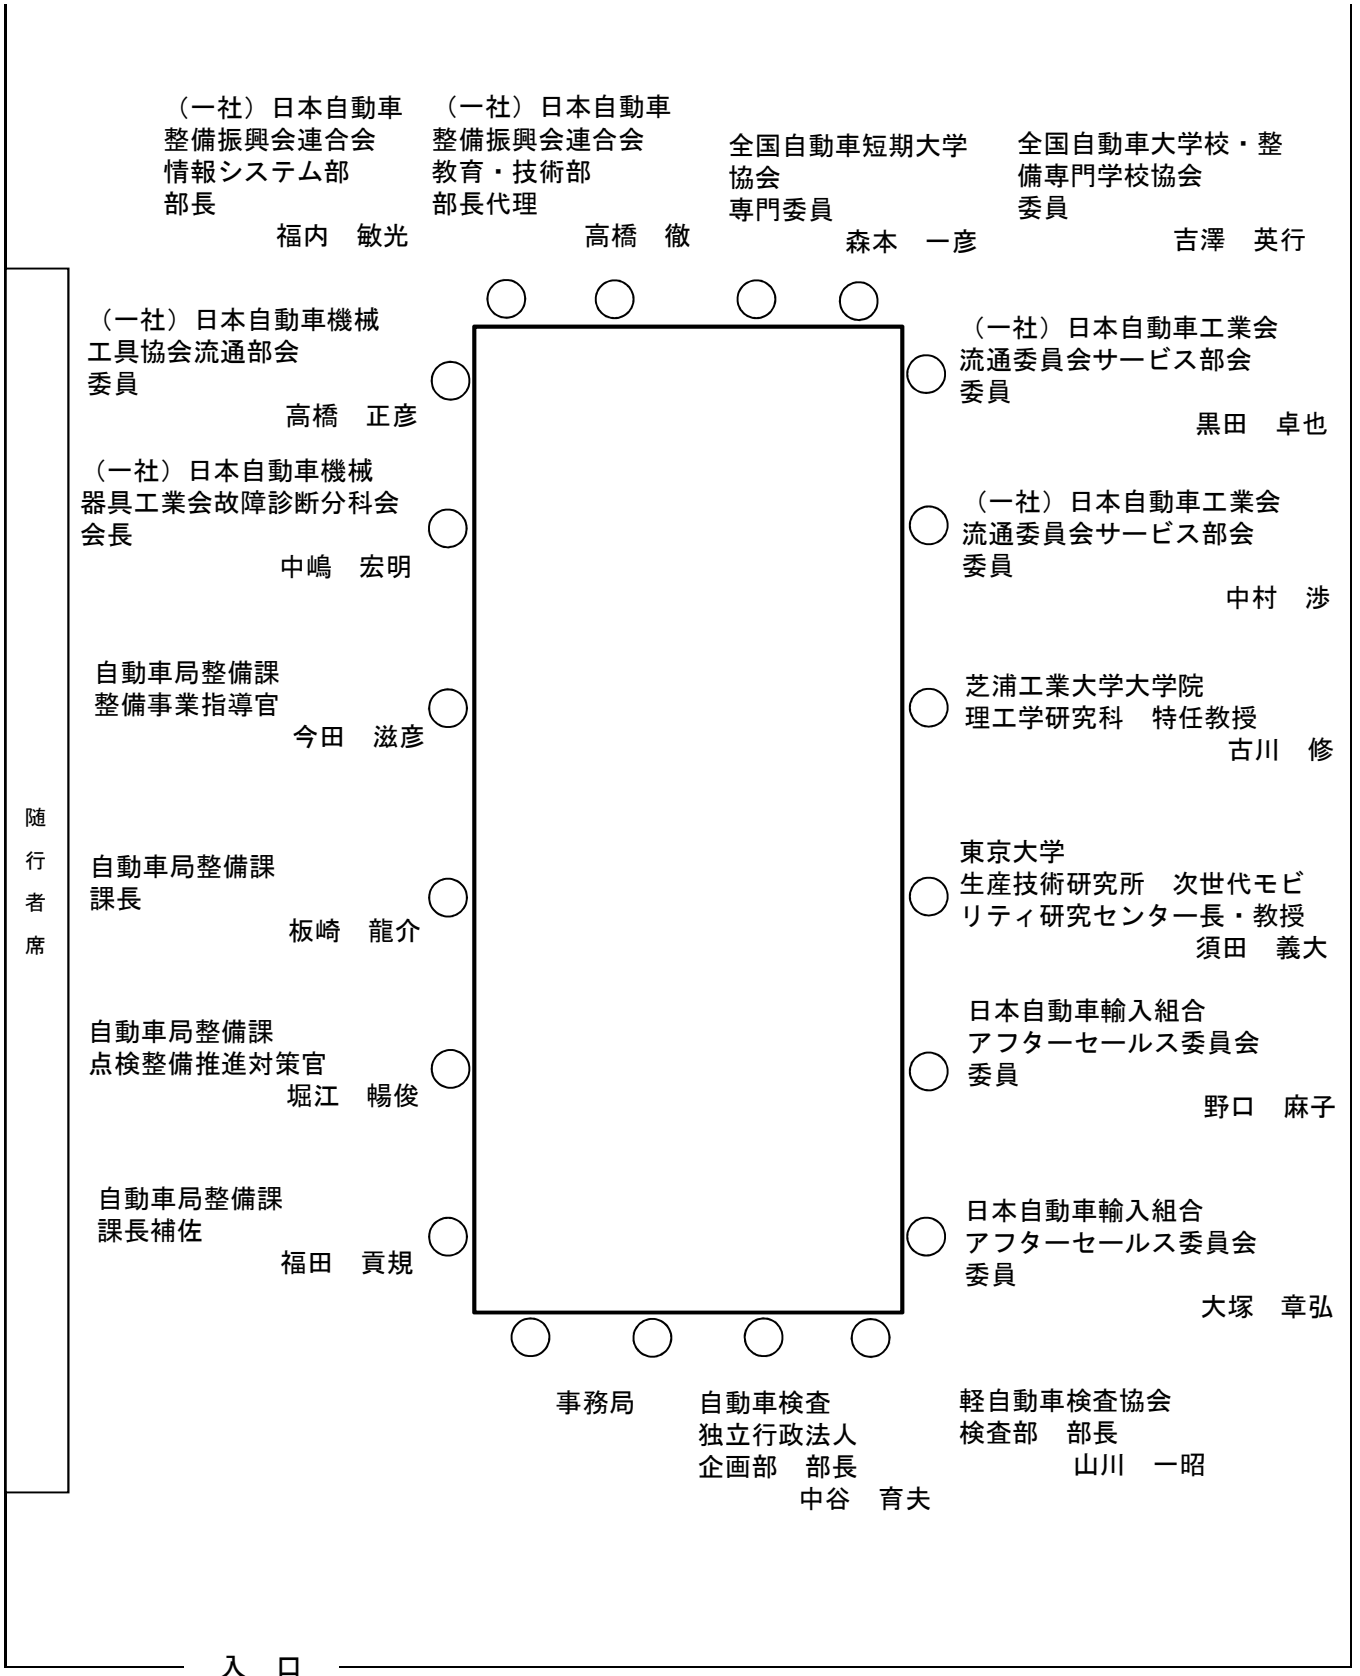 （一社）日本自動車
整備振興会連合会
情報システム部
部長
福内　敏光
（一社）日本自動車
整備振興会連合会
教育・技術部
部長代理
高橋　徹
全国自動車短期大学
協会
専門委員
森本　一彦
全国自動車大学校・整
備専門学校協会
委員
吉澤　英行
（一社）日本自動車機械
工具協会流通部会
委員
高橋　正彦
（一社）日本自動車機械
器具工業会故障診断分科会
会長
中嶋　宏明
自動車局整備課
整備事業指導官
今田　滋彦
自動車局整備課
課長
板崎　龍介
自動車局整備課
点検整備推進対策官
堀江　暢俊
自動車局整備課
課長補佐
福田　貢規
（一社）日本自動車工業会
流通委員会サービス部会
委員
黒田　卓也
（一社）日本自動車工業会
流通委員会サービス部会
委員
中村　渉
芝浦工業大学大学院
理工学研究科　特任教授
古川　修
東京大学
生産技術研究所　次世代モビ
リティ研究センター長・教授
須田　義大
日本自動車輸入組合
アフターセールス委員会
委員
野口　麻子
日本自動車輸入組合
アフターセールス委員会
委員
大塚　章弘
事務局
自動車検査
独立行政法人
企画部　部長
中谷　育夫
軽自動車検査協会
検査部　部長
山川　一昭
随
行
者
席
入　口